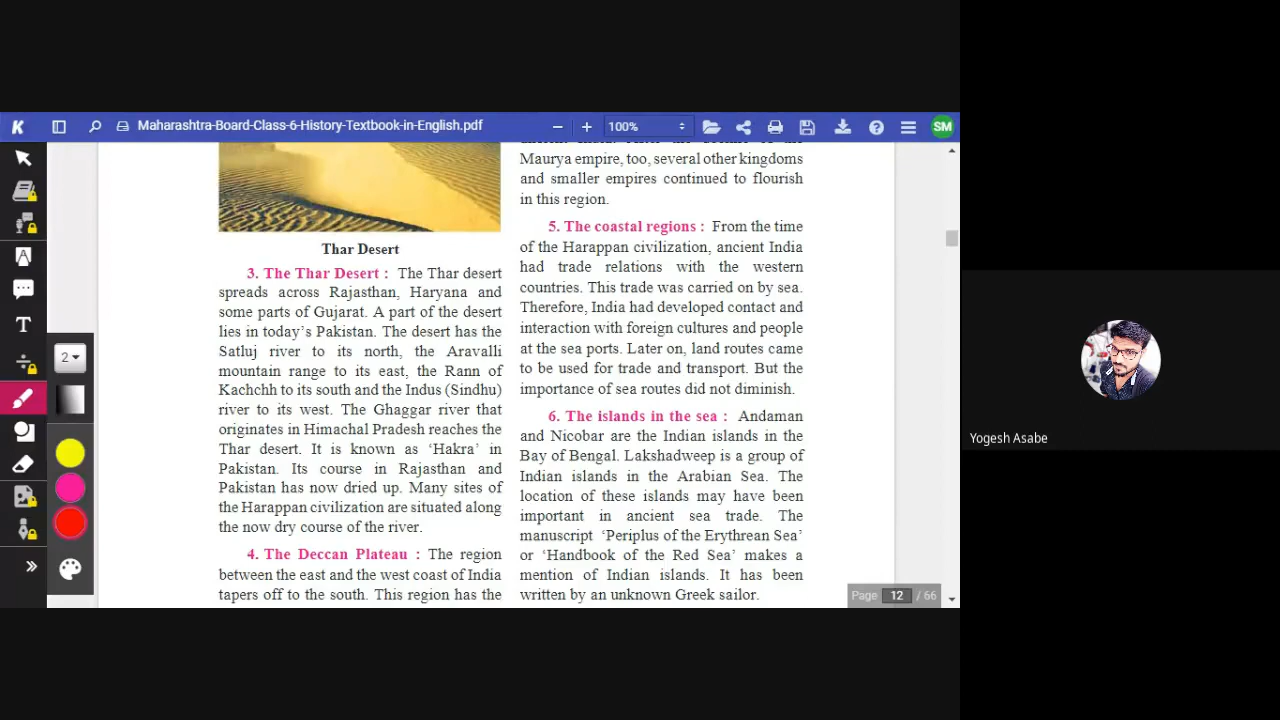 K
Maharashtra-Board-Class-6-History-Textbook-in-English.pdf
100%
SM
2
Thar Desert
3. The Thar Desert : The Thar desert
spreads across Rajasthan, Haryana and
some parts of Gujarat. A part of the desert
lies in today's Pakistan. The desert has the
Satluj river to its north, the Aravalli
mountain range to its east, the Rann of
Kachchh to its south and the Indus (Sindhu)
river to its west. The Ghaggar river that
originates in Himachal Pradesh reaches the
Thar desert. It is known as ‘Hakra’ in
Pakistan. Its course in Rajasthan and
Pakistan has now dried up. Many sites of
the Harappan civilization are situated along
the now dry course of the river.
4. The Deccan Plateau : The region
between the east and the west coast of India
tapers off to the south. This region has the
Maurya empire, too, several other kingdoms
and smaller empires continued to flourish
in this region.
5. The coastal regions : From the time
of the Harappan civilization, ancient India
had trade relations with the western
countries. This trade was carried on by sea.
Therefore, India had developed contact and
interaction with foreign cultures and people
at the sea ports. Later on, land routes came
to be used for trade and transport. But the
importance of sea routes did not diminish.
6. The islands in the sea : Andaman
and Nicobar are the Indian islands in the
Bay of Bengal. Lakshadweep is a group of
Indian islands in the Arabian Sea. The
location of these islands may have been
important in ancient sea trade. The
manuscript ‘Periplus of the Erythrean Sea’
or ‘Handbook of the Red Sea’ makes a
mention of Indian islands. It has been
written by an unknown Greek sailor.
Page 12 / 66
Yogesh Asabe